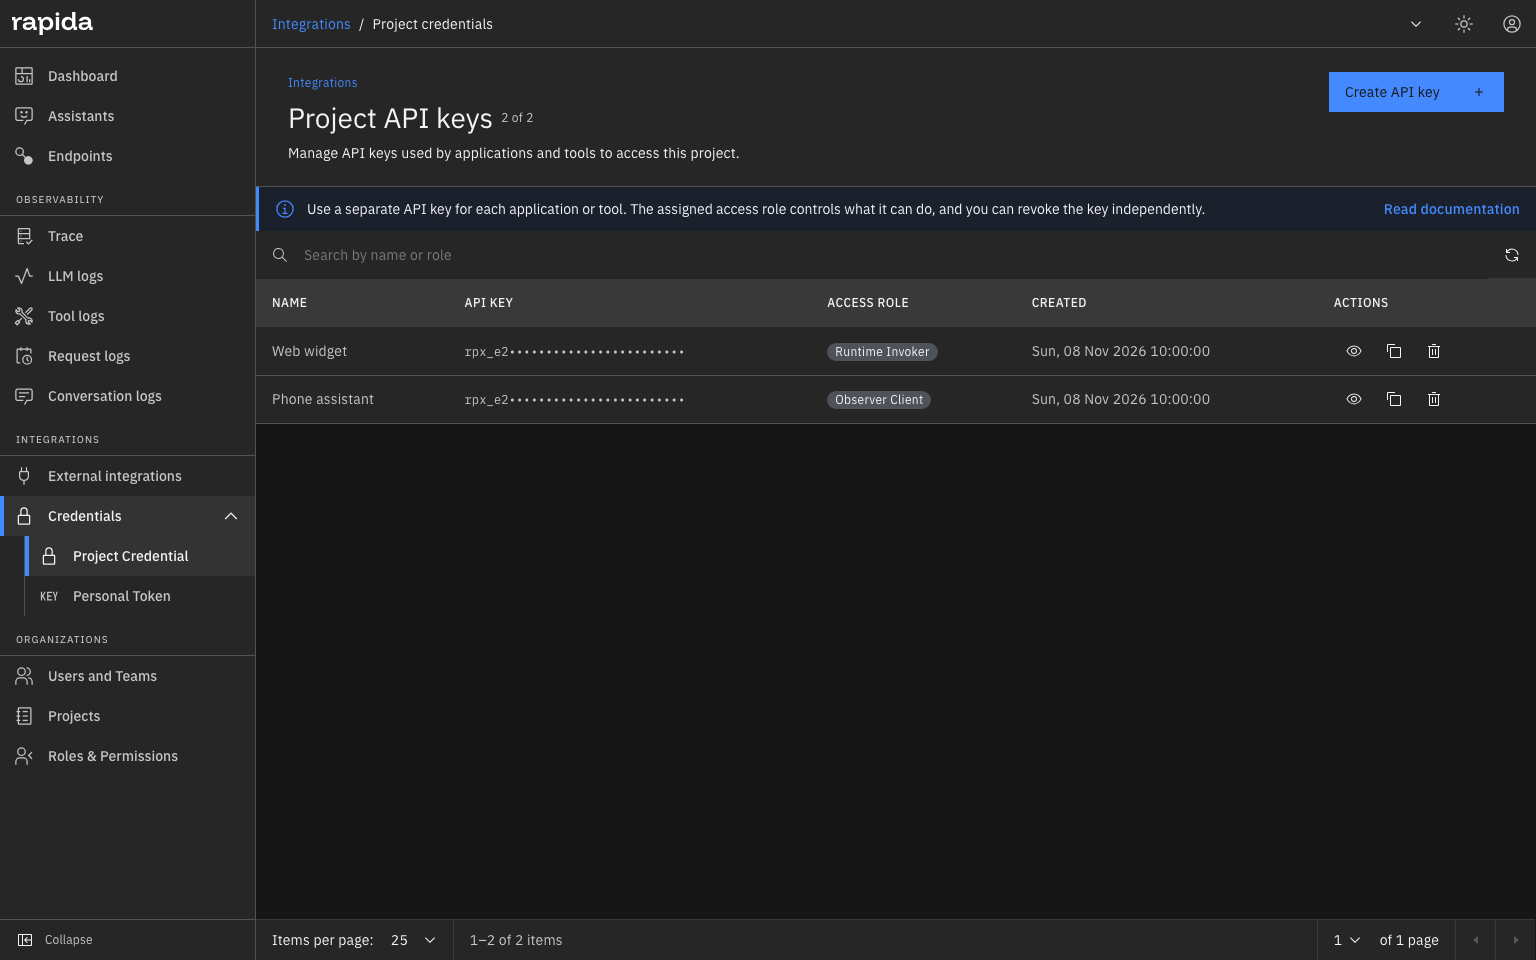 rapida
Integrations / Project credentials
Dashboard
Assistants
Endpoints
OBSERVABILITY
Trace
LLM logs
Tool logs
Request logs
Conversation logs
INTEGRATIONS
External integrations
Credentials
Project Credential
KEY Personal Token
ORGANIZATIONS
Users and Teams
Projects
Roles & Permissions
Collapse
Integrations
Project API keys 2 of 2
Manage API keys used by applications and tools to access this project.
Create API key +
Use a separate API key for each application or tool. The assigned access role controls what it can do, and you can revoke the key independently. Read documentation
Search by name or role
NAME API KEY ACCESS ROLE CREATED ACTIONS
Web widget rpx_e2•••••••••••••••••••••••• Runtime Invoker Sun, 08 Nov 2026 10:00:00
Phone assistant rpx_e2•••••••••••••••••••••••• Observer Client Sun, 08 Nov 2026 10:00:00
Items per page: 25 1–2 of 2 items 1 of 1 page